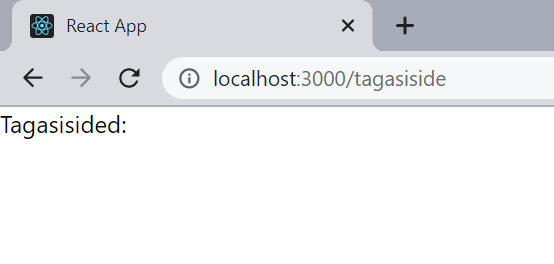 React App
localhost:3000/tagasiside
Tagasisided: